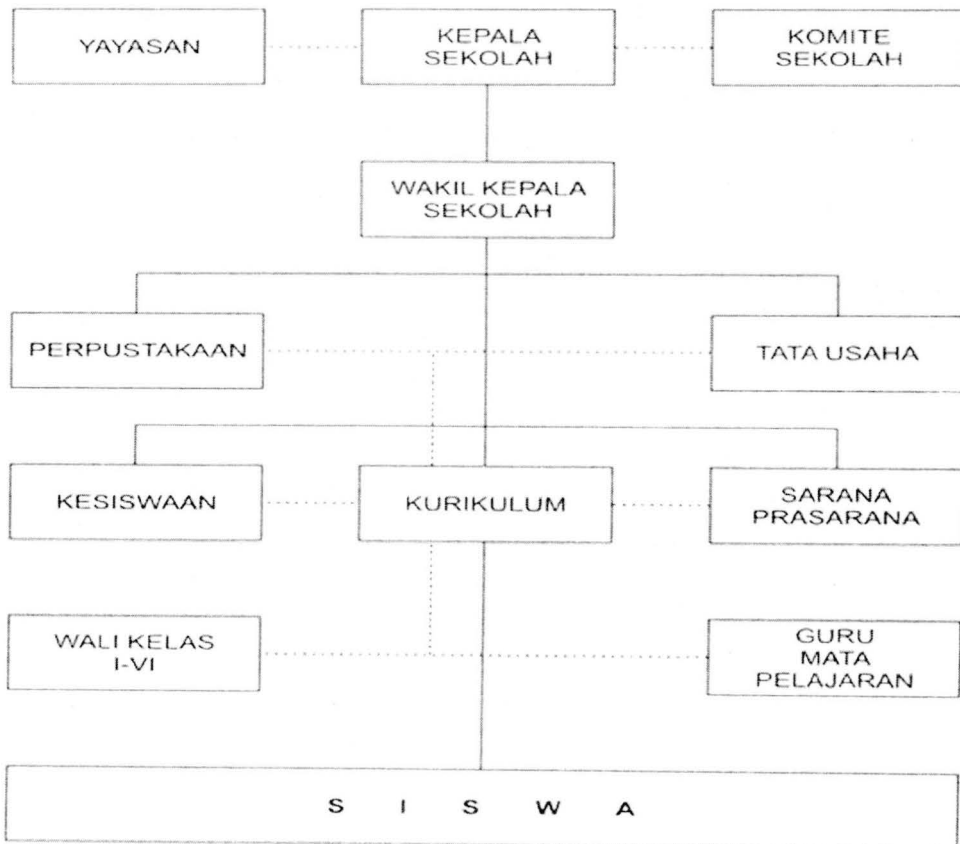 YAYASAN
KEPALA
SEKOLAH
KOMITE
SEKOLAH
WAKIL KEPALA
SEKOLAH
PERPUSTAKAAN
TATA USAHA
KESISWAAN
KURIKULUM
SARANA
PRASARANA
WALI KELAS
I-VI
GURU
MATA
PELAJARAN
S I S W A